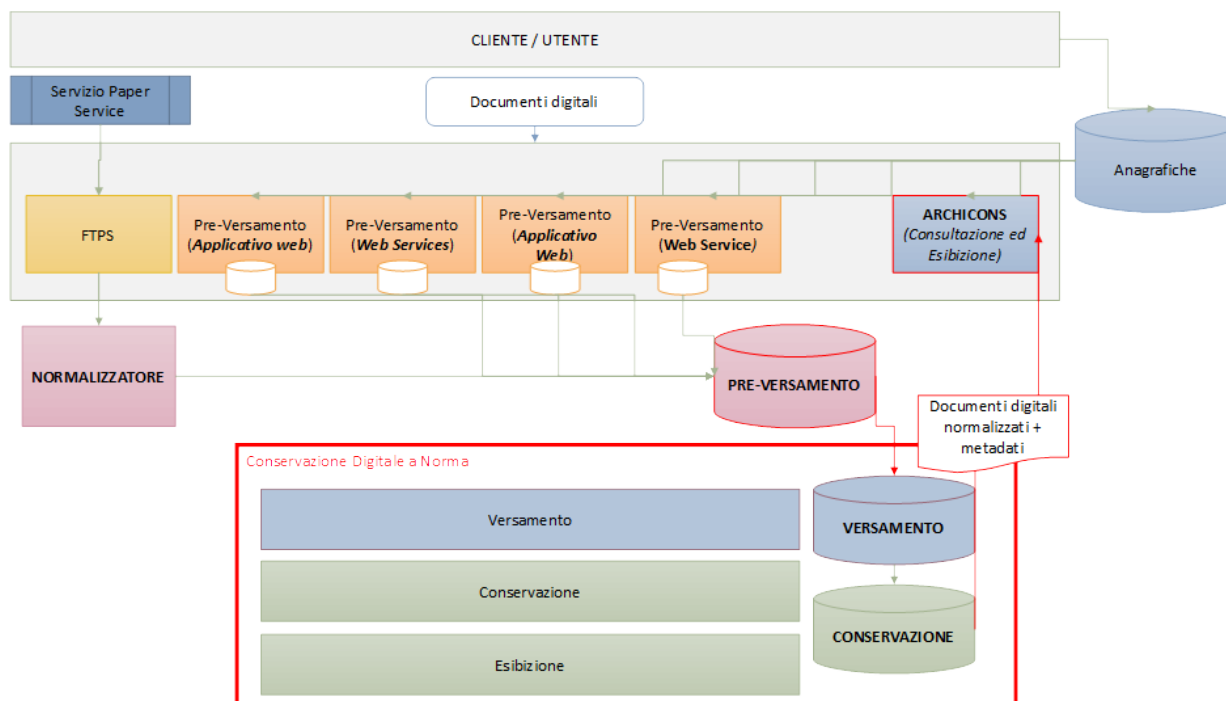 CLIENTE / UTENTE
Servizio Paper
Service
Documenti digitali
Anagrafiche
FTPS
Pre-Versamento
(Applicativo web)
Pre-Versamento
(Web Services)
Pre-Versamento
(Applicativo
Web)
Pre-Versamento
(Web Service)
ARCHICONS
(Consultazione ed
Esibizione)
NORMALIZZATORE
PRE-VERSAMENTO
Documenti digitali
normalizzati +
metadati
Conservazione Digitale a Norma
Versamento
VERSAMENTO
Conservazione
CONSERVAZIONE
Esibizione